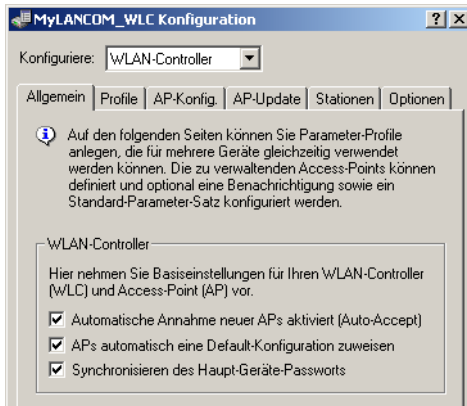 MyLANCOM_WLC Konfiguration
Konfiguriere: WLAN-Controller
Allgemein Profile AP-Konfig. AP-Update Stationen Optionen
Auf den folgenden Seiten können Sie Parameter-Profile
anlegen, die für mehrere Geräte gleichzeitig verwendet
werden können. Die zu verwaltenden Access-Points können
definiert und optional eine Benachrichtigung sowie ein
Standard-Parameter-Satz konfiguriert werden.
WLAN-Controller
Hier nehmen Sie Basiseinstellungen für Ihren WLAN-Controller
(WLC) und Access-Point (AP) vor.
Automatische Annahme neuer APs aktiviert (Auto-Accept)
APs automatisch eine Default-Konfiguration zuweisen
Synchronisieren des Haupt-Geräte-Passworts